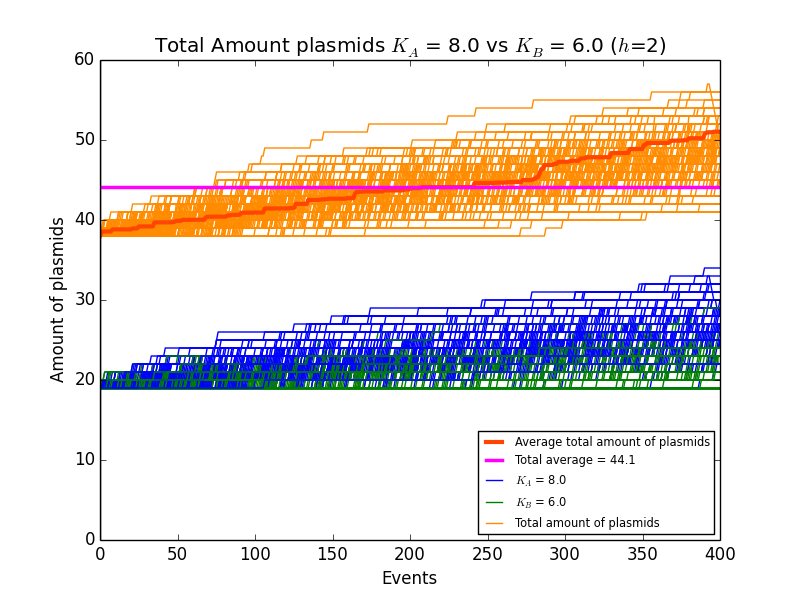 Total Amount plasmids K_A = 8.0 vs K_B = 6.0 (h=2)
Amount of plasmids
60
50
40
30
20
10
0
Average total amount of plasmids
Total average = 44.1
K_A = 8.0
K_B = 6.0
Total amount of plasmids
0 50 100 150 200 250 300 350 400
Events